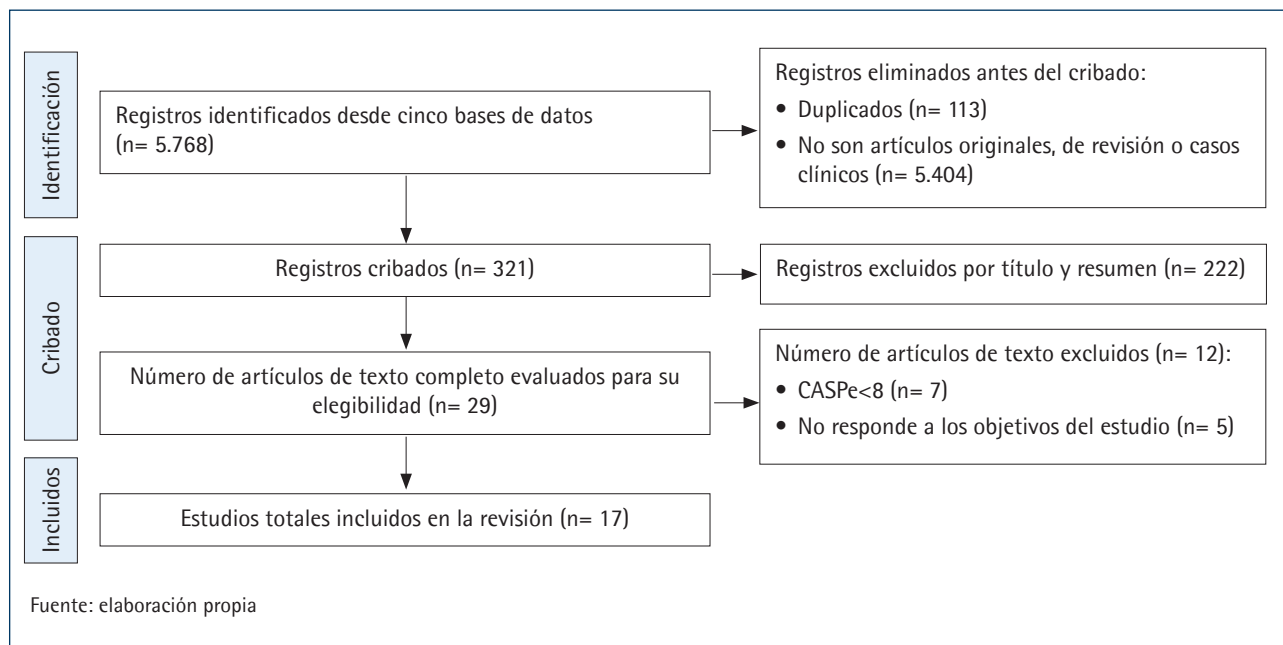 Identificación
Registros identificados desde cinco bases de datos
(n= 5.768)
Registros eliminados antes del cribado:
• Duplicados (n= 113)
• No son artículos originales, de revisión o casos
clínicos (n= 5.404)
Cribado
Registros cribados (n= 321)
Registros excluidos por título y resumen (n= 222)
Número de artículos de texto completo evaluados para su
elegibilidad (n= 29)
Número de artículos de texto excluidos (n= 12):
• CASPe<8 (n= 7)
• No responde a los objetivos del estudio (n= 5)
Incluidos
Estudios totales incluidos en la revisión (n= 17)
Fuente: elaboración propia